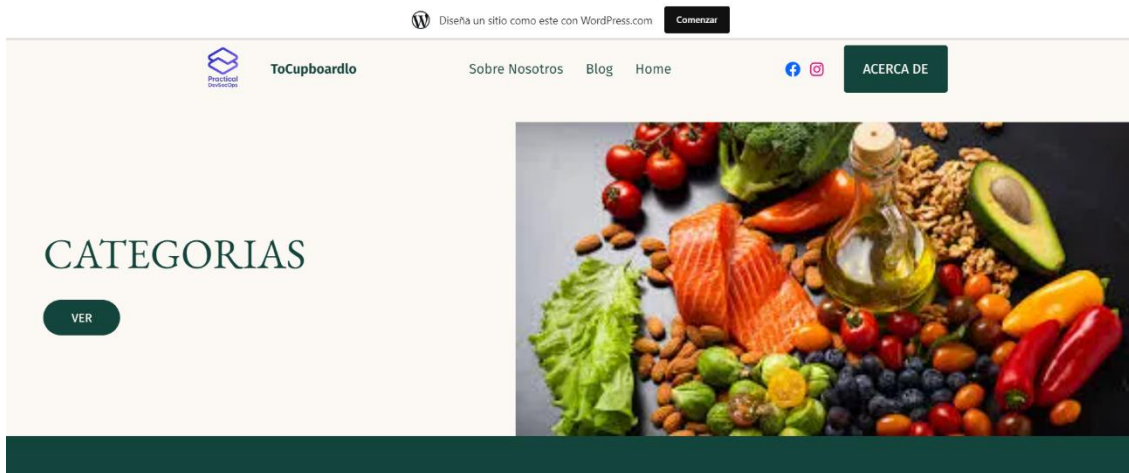 Diseña un sitio como este con WordPress.com
Comenzar
Practical
DevSecOps
ToCupboardlo
Sobre Nosotros
Blog
Home
ACERCA DE
CATEGORIAS
VER